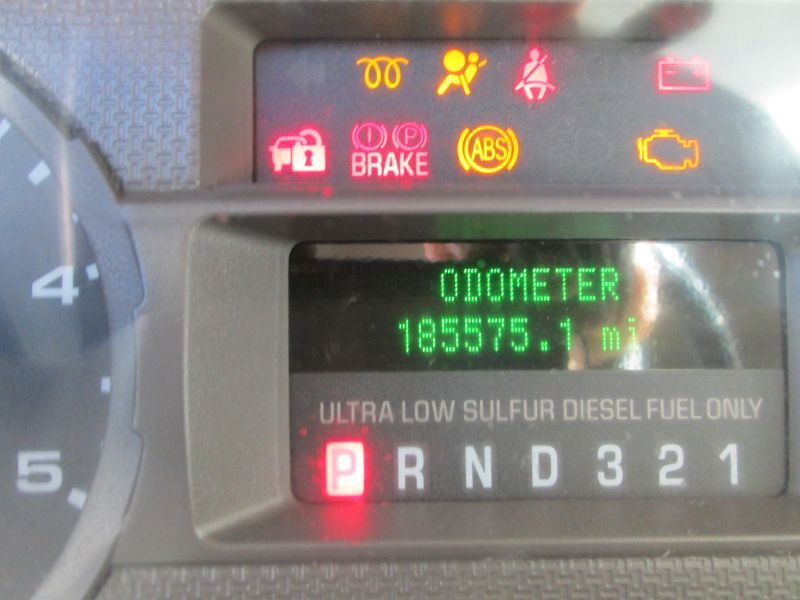 BRAKE
ABS
ODOMETER
185575.1 mi
ULTRA LOW SULFUR DIESEL FUEL ONLY
P R N D 3 2 1
4
5